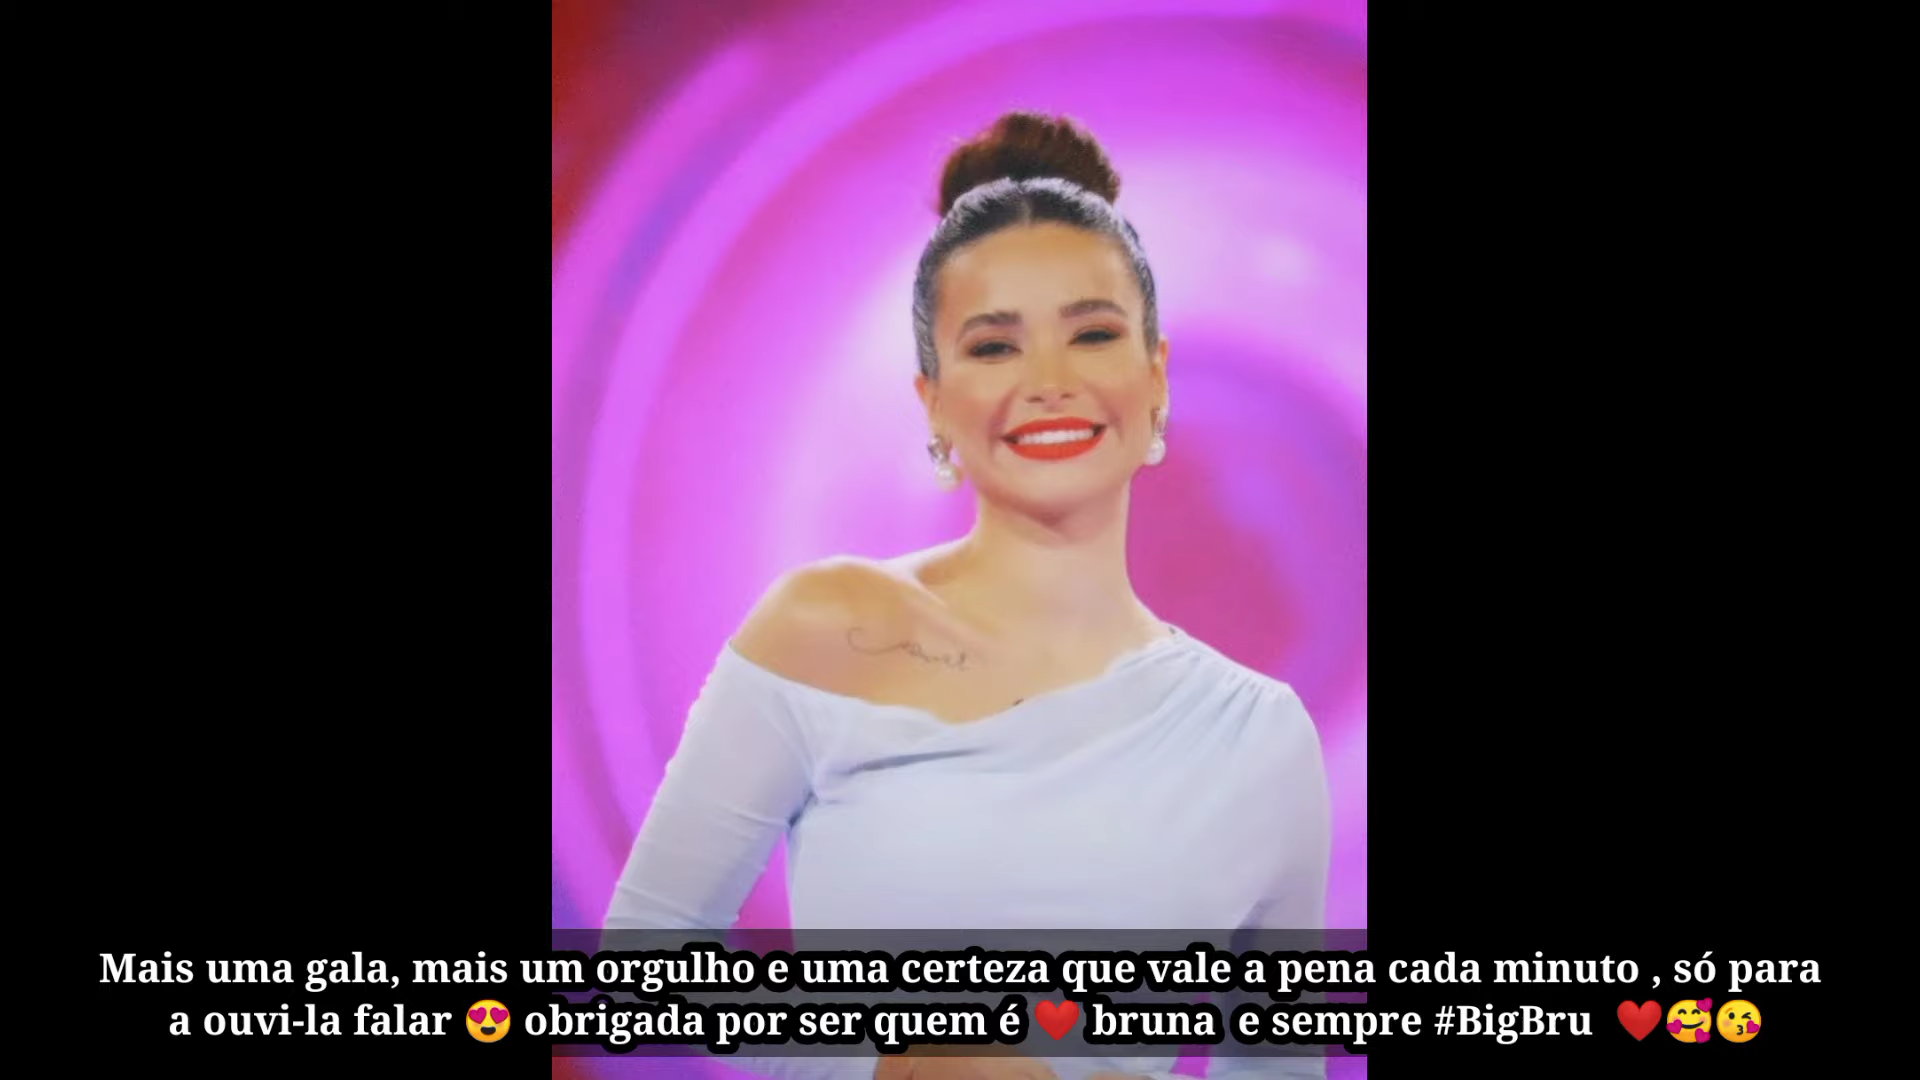 Mais uma gala, mais um orgulho e uma certeza que vale a pena cada minuto , só para
a ouvi-la falar 😍 obrigada por ser quem é ❤️ bruna  e sempre #BigBru  ❤️🥰😘